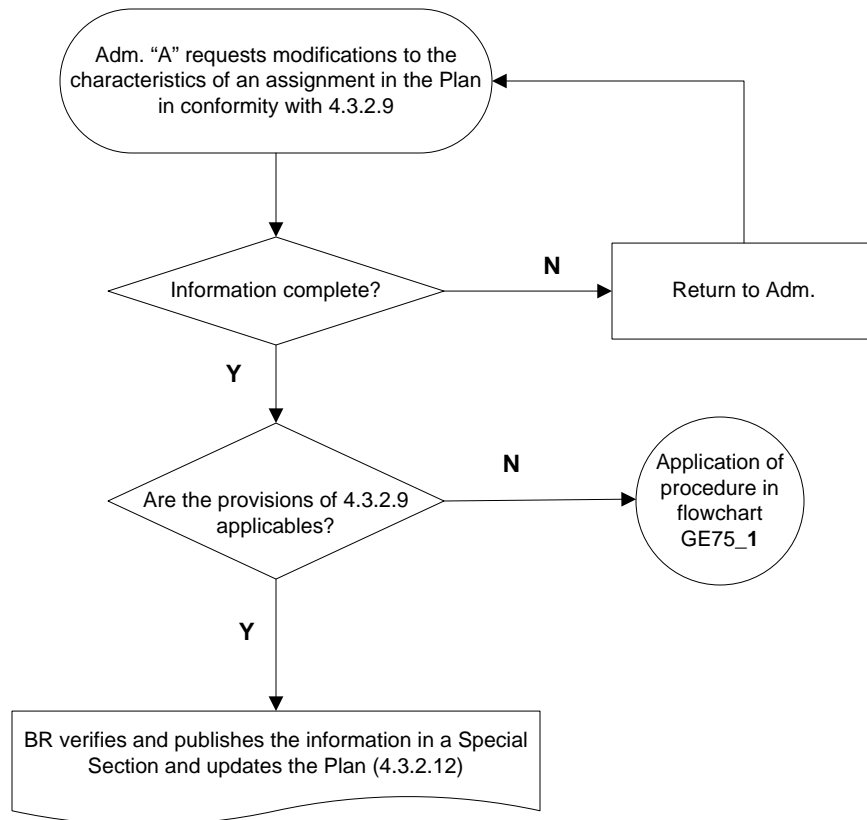 Adm. “A” requests modifications to the
characteristics of an assignment in the Plan
in conformity with 4.3.2.9
Information complete?
N
Return to Adm.
Y
Are the provisions of 4.3.2.9
applicables?
N
Application of
procedure in
flowchart
GE75_1
Y
BR verifies and publishes the information in a Special
Section and updates the Plan (4.3.2.12)